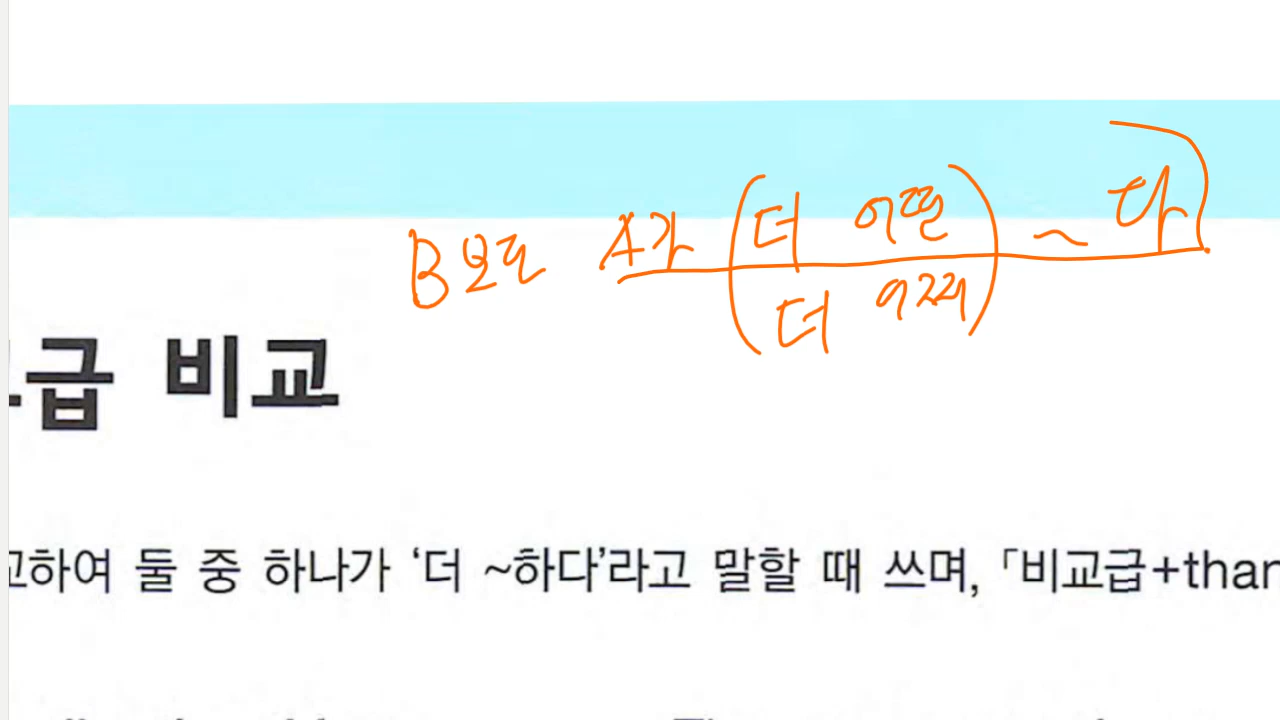 B보다 A가 (더 어떤 ~ 다
더 어찌)
급 비교
교하여 둘 중 하나가 ‘더 ~하다’라고 말할 때 쓰며, 「비교급+than